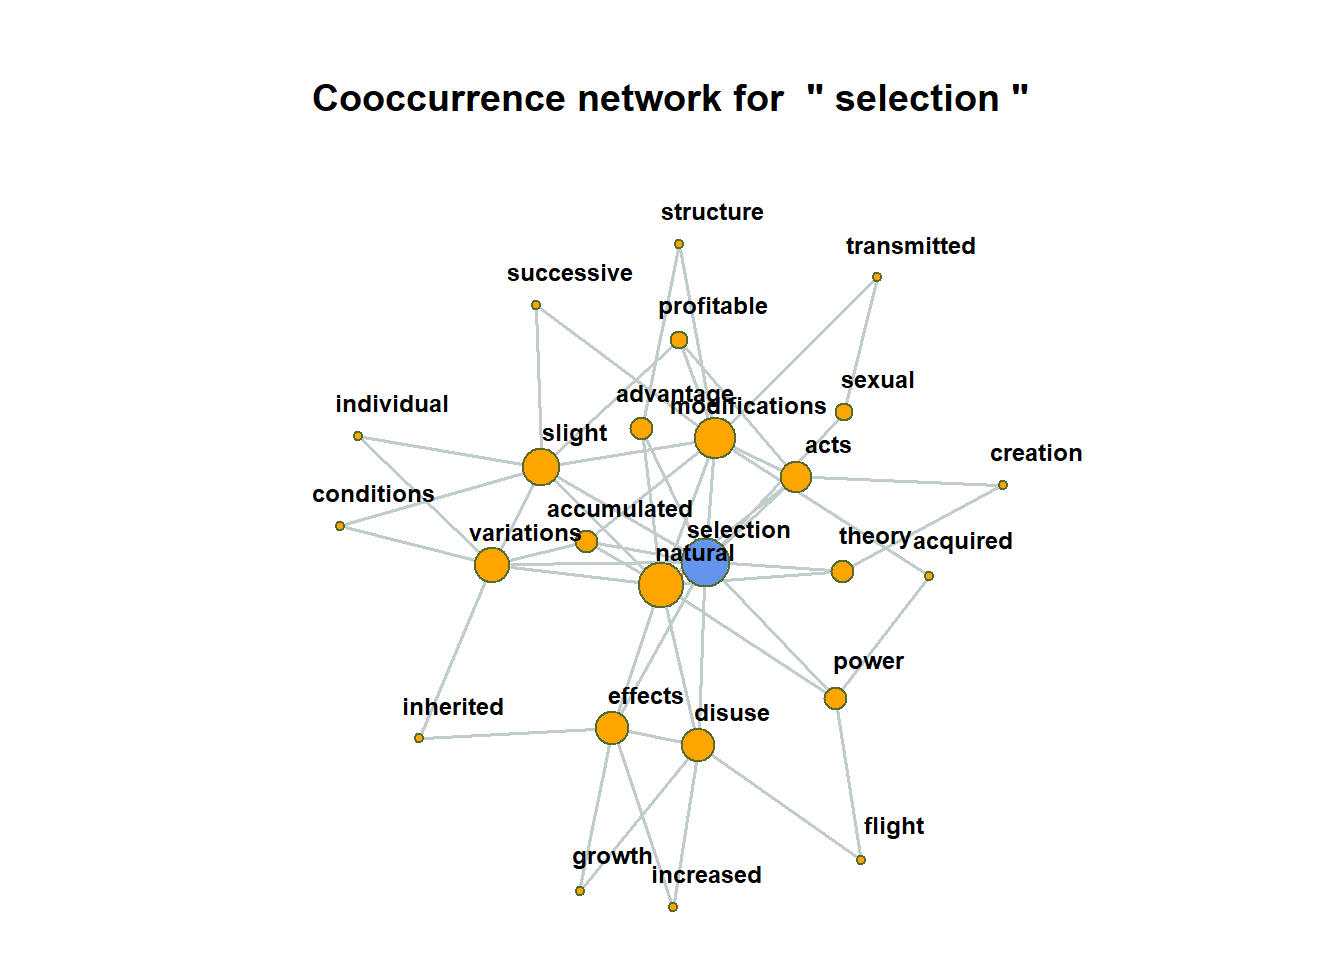 Cooccurrence network for " selection "
structure
transmitted
successive
profitable
sexual
advantage
individual
modifications
slight
acts
creation
conditions
accumulated
selection
variations
theory
acquired
natural
power
effects
inherited
disuse
flight
growth
increased